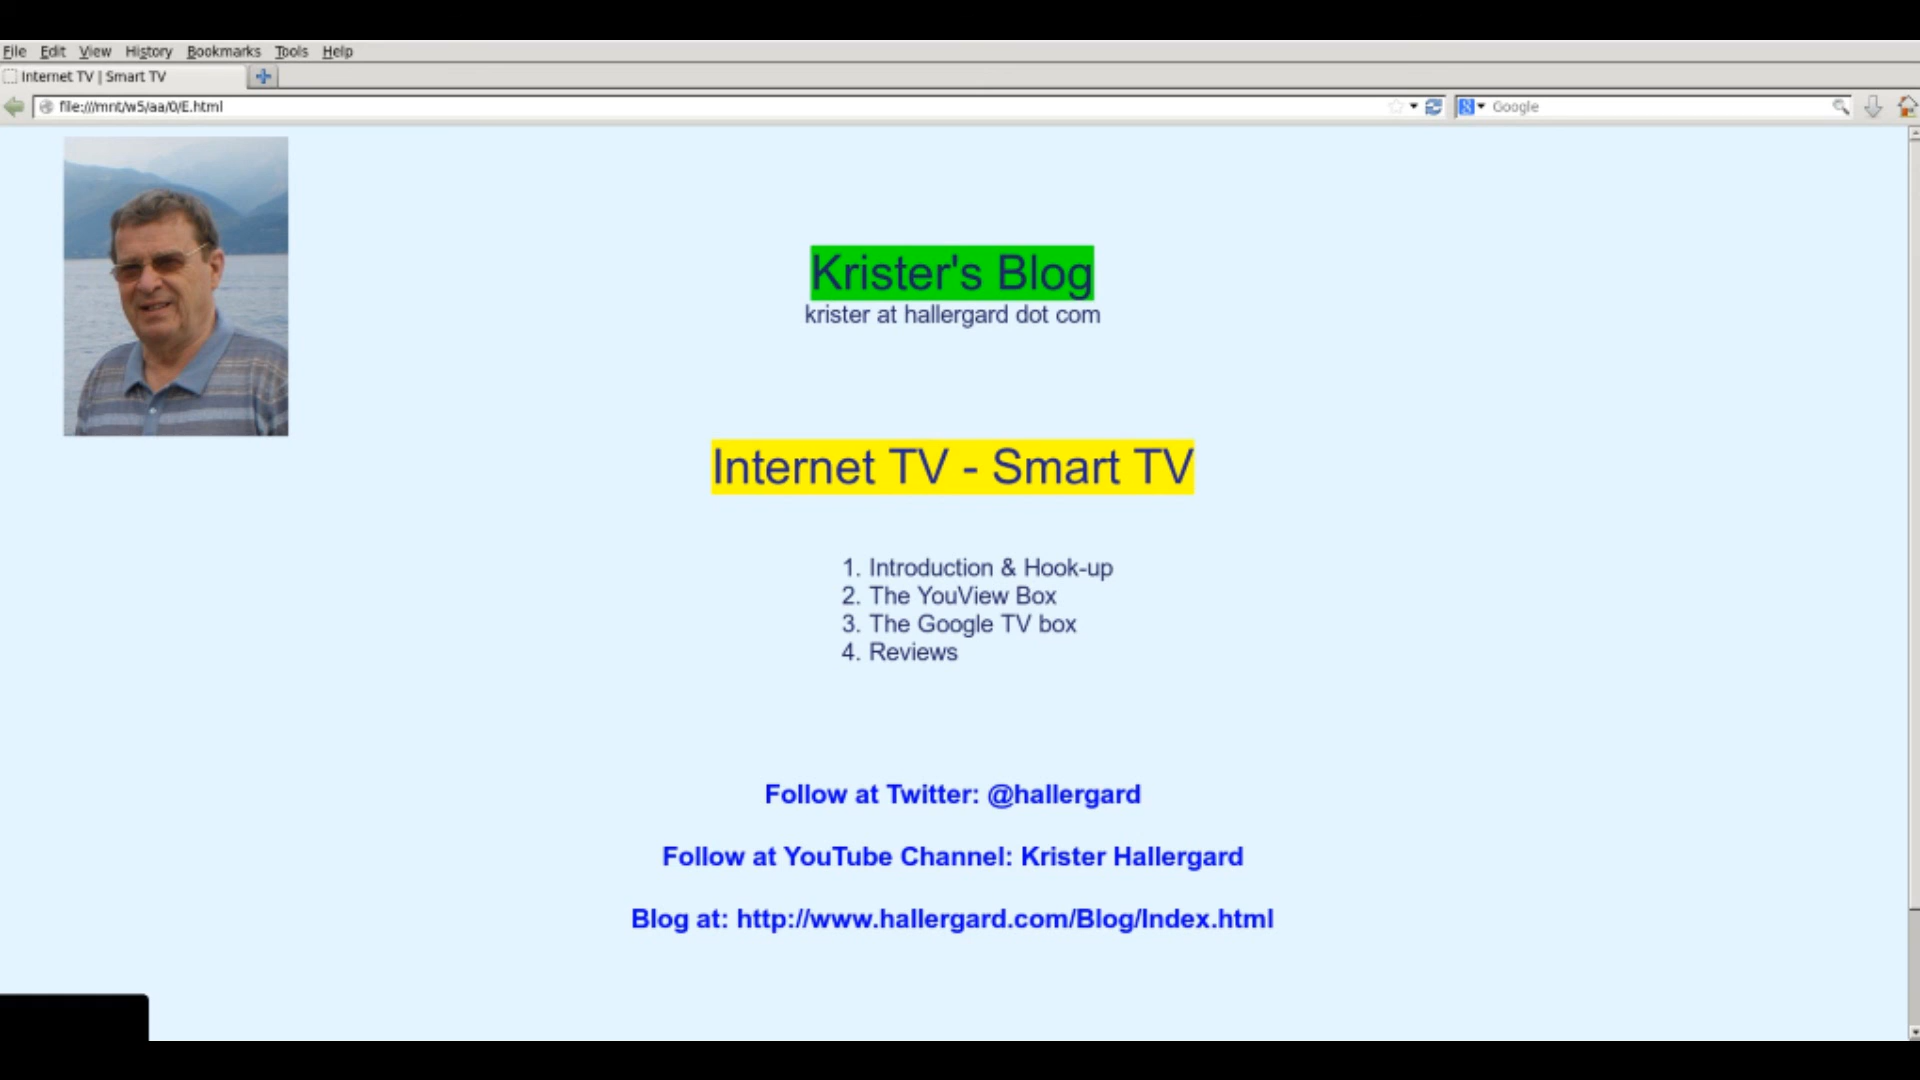 File Edit View History Bookmarks Tools Help
Internet TV | Smart TV
file:///mnt/w5/aa/0/E.html
Google
Krister's Blog
krister at hallergard dot com
Internet TV - Smart TV
1. Introduction & Hook-up
2. The YouView Box
3. The Google TV box
4. Reviews
Follow at Twitter: @hallergard
Follow at YouTube Channel: Krister Hallergard
Blog at: http://www.hallergard.com/Blog/Index.html